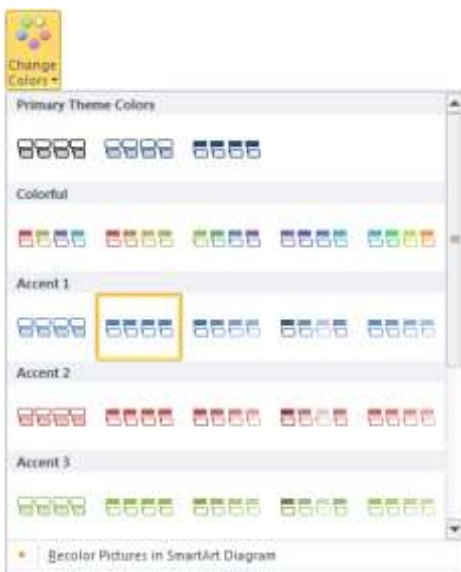 Change
Colors
Primary Theme Colors
Colorful
Accent 1
Accent 2
Accent 3
Recolor Pictures in SmartArt Diagram